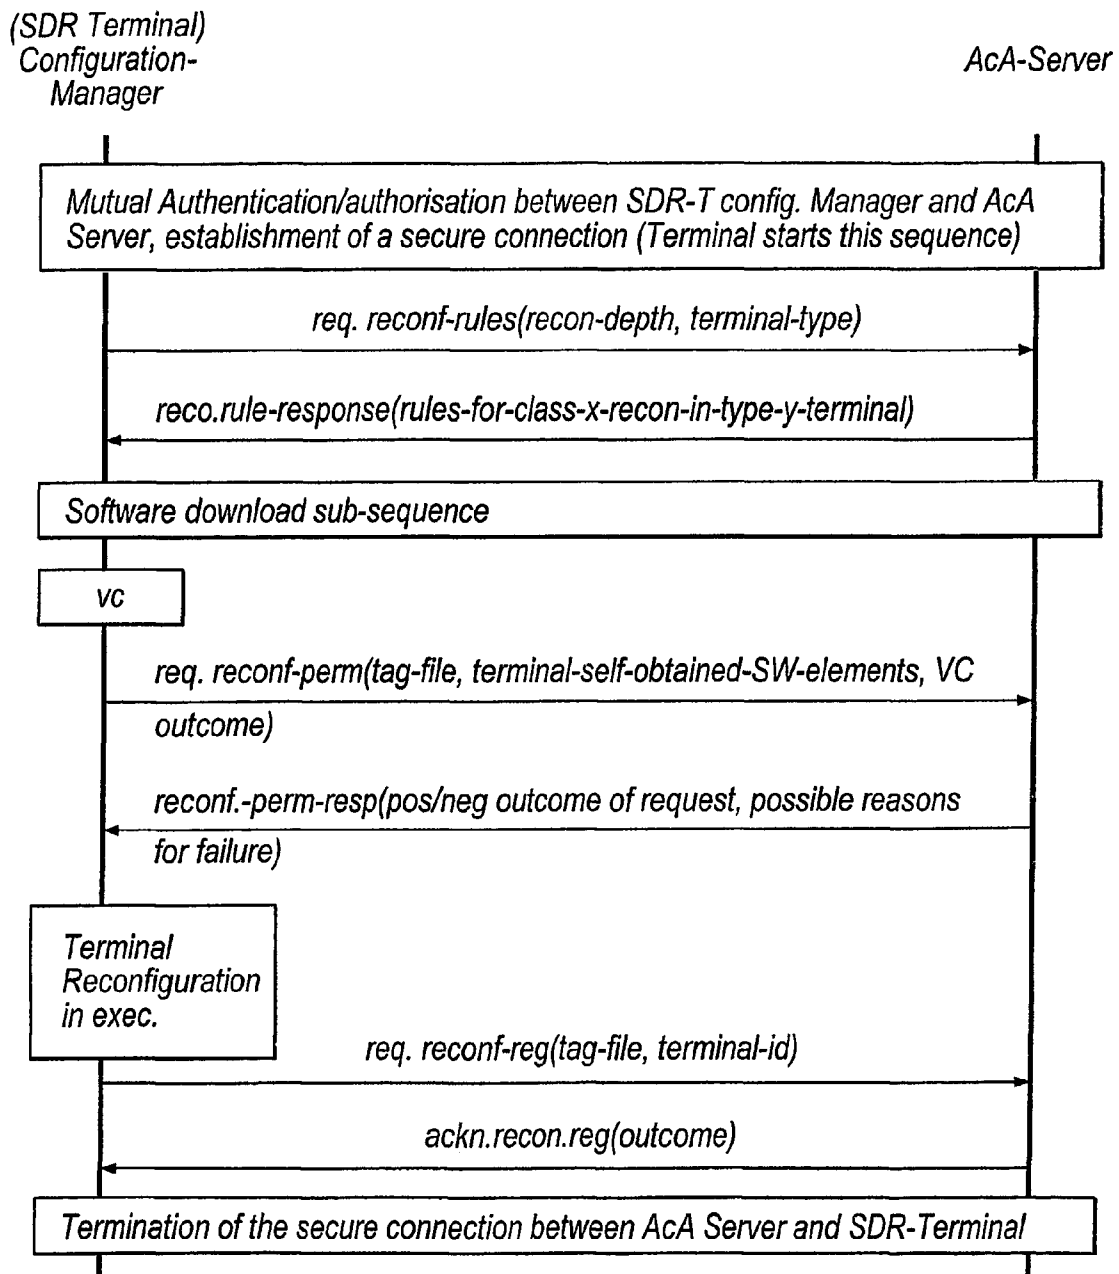 (SDR Terminal)
Configuration-
Manager
AcA-Server
Mutual Authentication/authorisation between SDR-T config. Manager and AcA
Server, establishment of a secure connection (Terminal starts this sequence)
req. reconf-rules(recon-depth, terminal-type)
reco.rule-response(rules-for-class-x-recon-in-type-y-terminal)
Software download sub-sequence
vc
req. reconf-perm(tag-file, terminal-self-obtained-SW-elements, VC
outcome)
reconf.-perm-resp(pos/neg outcome of request, possible reasons
for failure)
Terminal
Reconfiguration
in exec.
req. reconf-reg(tag-file, terminal-id)
ackn.recon.reg(outcome)
Termination of the secure connection between AcA Server and SDR-Terminal